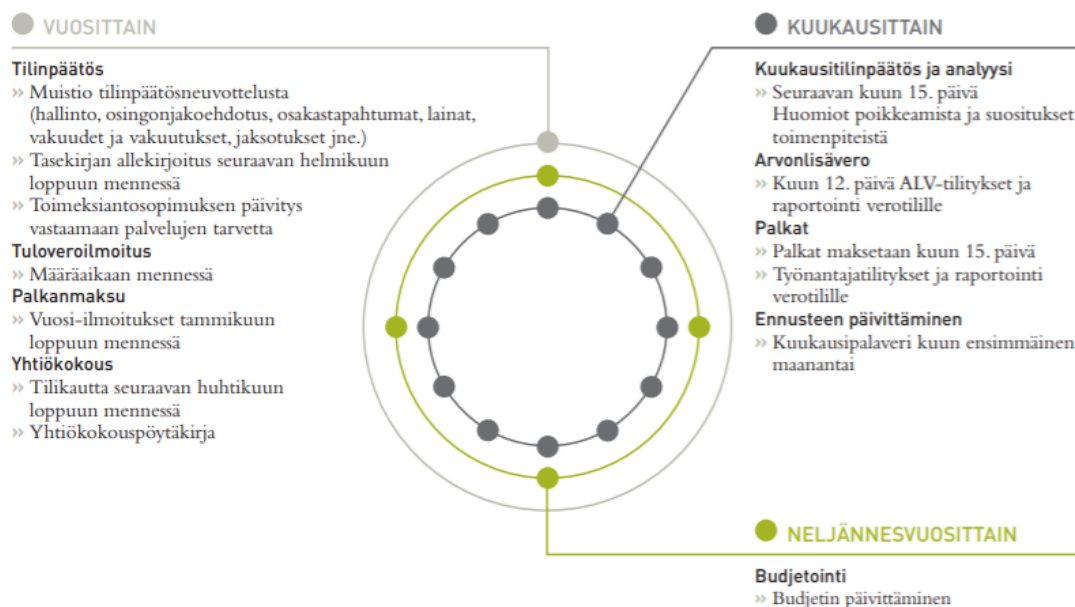 VUOSITTAIN
Tilinpäätös
» Muistio tilinpäätösneuvottelusta
(hallinto, osingonjakoehdotus, osakastapahtumat, lainat,
vakuudet ja vakuutukset, jaksotukset jne.)
» Tasekirjan allekirjoitus seuraavan helmikuun
loppuun mennessä
» Toimeksiantosopimuksen päivitys
vastaamaan palvelujen tarvetta
Tuloveroilmoitus
» Määräaikaan mennessä
Palkanmaksu
» Vuosi-ilmoitukset tammikuun
loppuun mennessä
Yhtiökokous
» Tilikautta seuraavan huhtikuun
loppuun mennessä
» Yhtiökokouspöytäkirja
KUUKAUSITTAIN
Kuukausitilinpäätös ja analyysi
» Seuraavan kuun 15. päivä
Huomiot poikkeamista ja suositukset
toimenpiteistä
Arvonlisävero
» Kuun 12. päivä ALV-tilitykset ja
raportointi verotilille
Palkat
» Palkat maksetaan kuun 15. päivä
» Työnantajatilitykset ja raportointi
verotilille
Ennusteen päivittäminen
» Kuukausipalaveri kuun ensimmäinen
maanantai
NELJÄNNESVUOSITTAIN
Budjetointi
» Budjetin päivittäminen